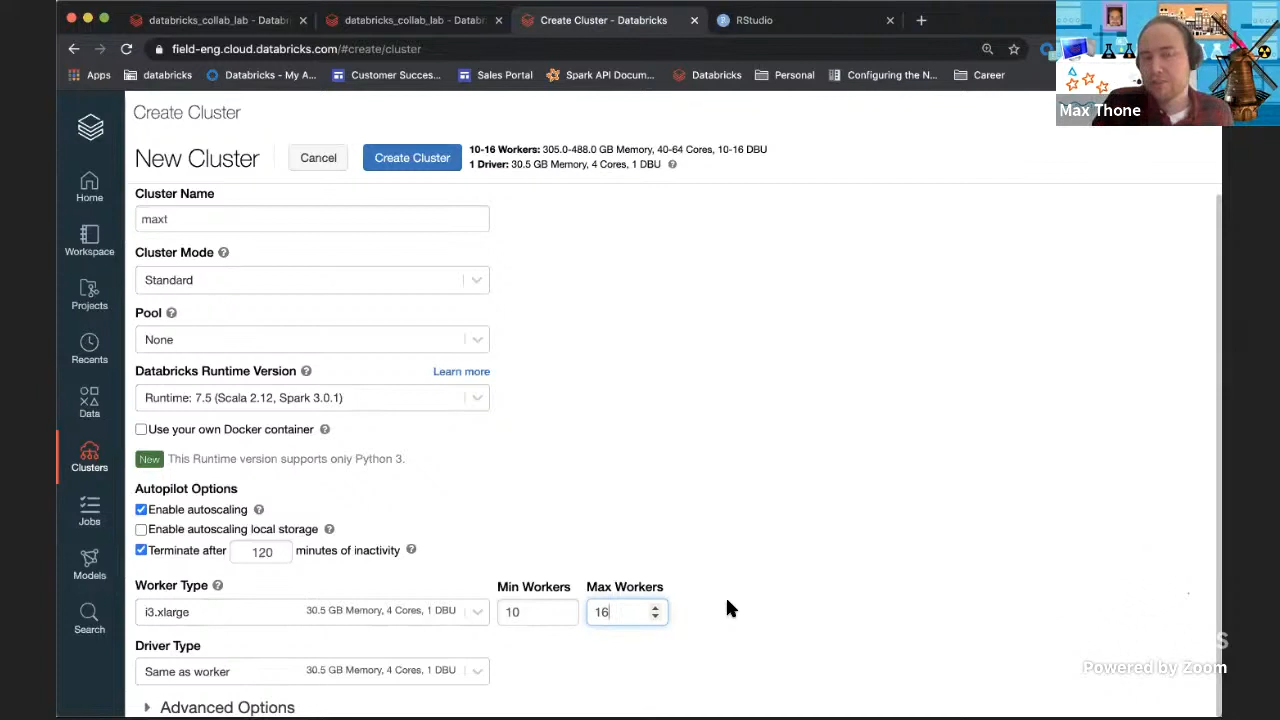 databricks_collab_lab - Datab
databricks_collab_lab - Datab
Create Cluster - Databricks
RStudio
field-eng.cloud.databricks.com/#create/cluster
Apps
databricks
Databricks - My A...
Customer Succes...
Sales Portal
Spark API Docum...
Databricks
Personal
Configuring the N...
Career
Max Thone
Create Cluster
New Cluster
Cancel
Create Cluster
10-16 Workers: 305.0-488.0 GB Memory, 40-64 Cores, 10-16 DBU
1 Driver: 30.5 GB Memory, 4 Cores, 1 DBU ?
Home
Workspace
Projects
Recents
Data
Clusters
Jobs
Models
Search
Cluster Name
maxt
Cluster Mode ?
Standard
Pool ?
None
Databricks Runtime Version ? Learn more
Runtime: 7.5 (Scala 2.12, Spark 3.0.1)
Use your own Docker container ?
New This Runtime version supports only Python 3.
Autopilot Options
Enable autoscaling ?
Enable autoscaling local storage ?
Terminate after 120 minutes of inactivity ?
Worker Type ? Min Workers Max Workers
i3.xlarge 30.5 GB Memory, 4 Cores, 1 DBU 10 16
Driver Type
Same as worker 30.5 GB Memory, 4 Cores, 1 DBU
Advanced Options
Powered by Zoom